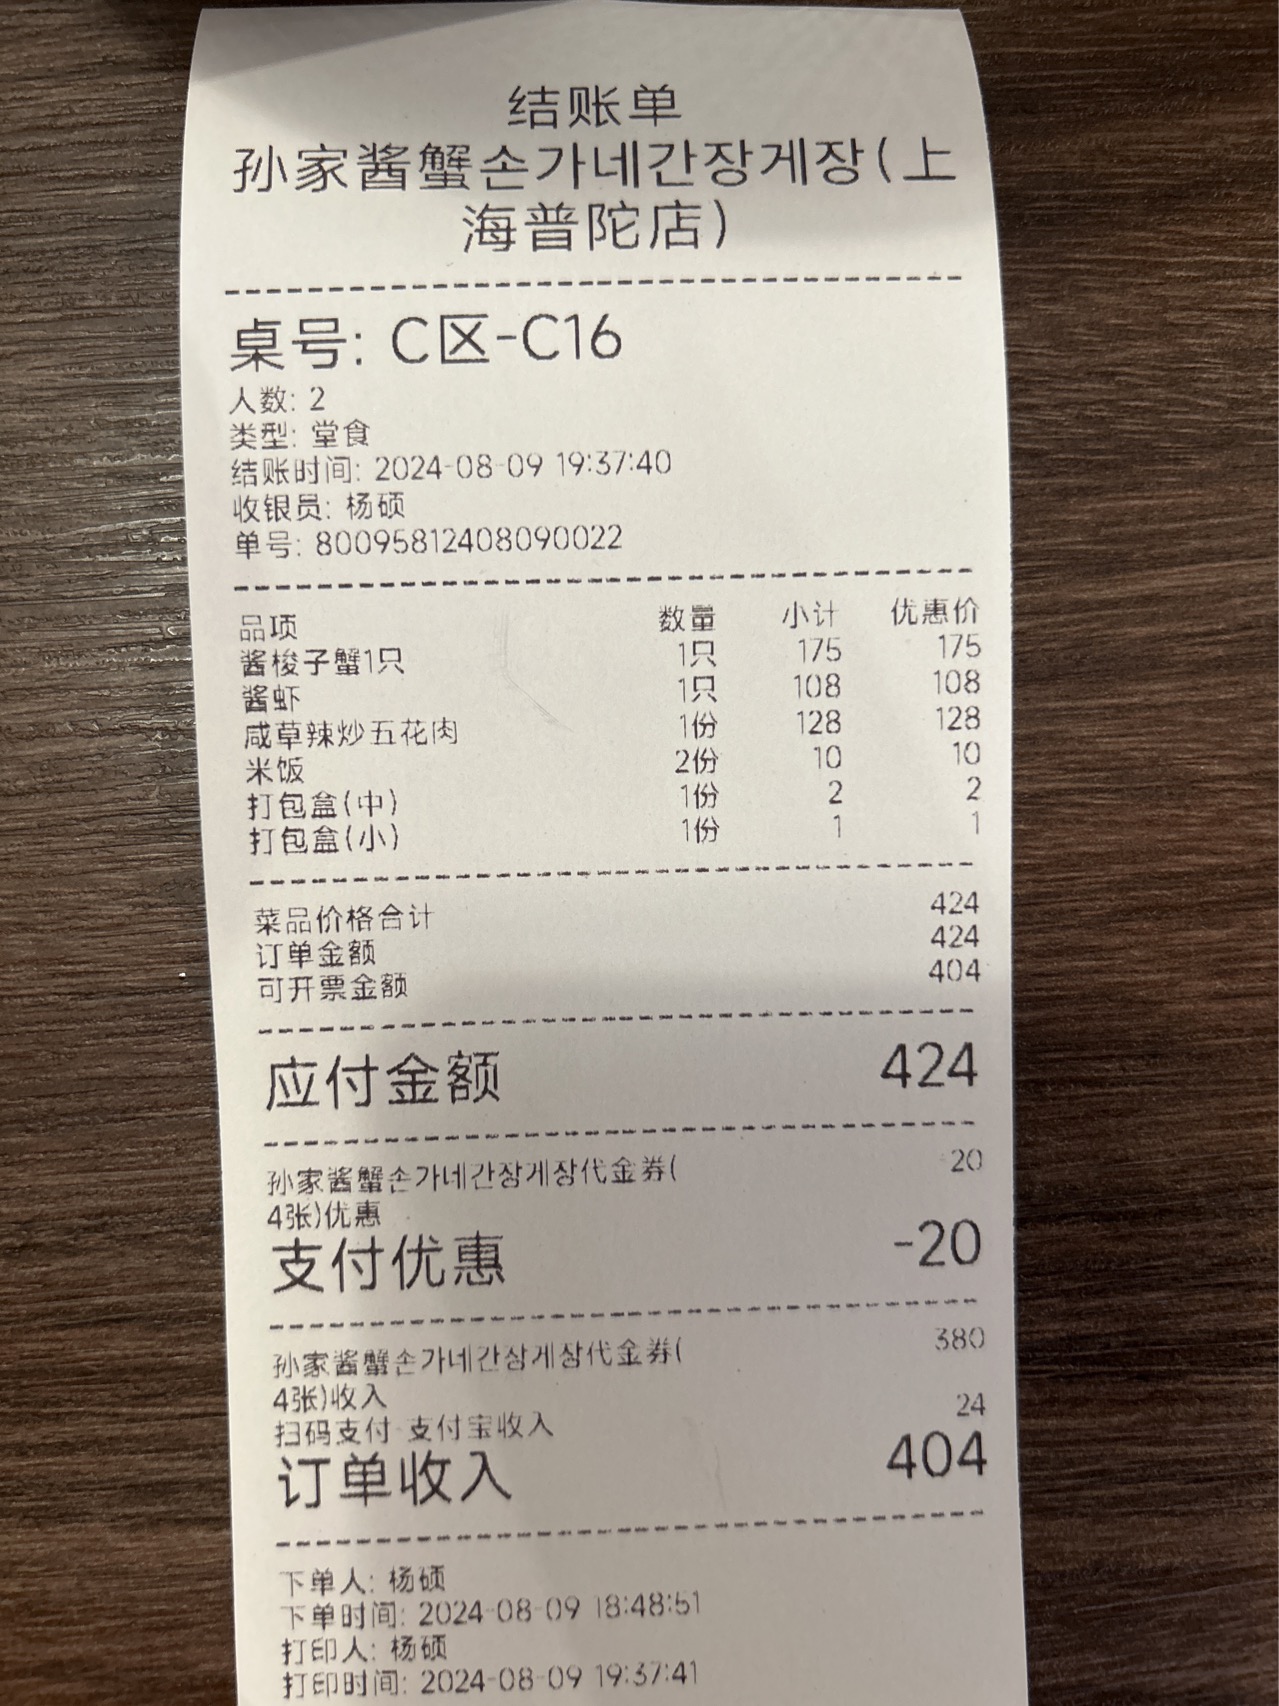 结账单
孙家酱蟹손가네간장게장(上
海普陀店)
桌号: C区-C16
人数: 2
类型: 堂食
结账时间: 2024-08-09 19:37:40
收银员: 杨硕
单号: 80095812408090022
品项 数量 小计 优惠价
酱梭子蟹1只 1只 175 175
酱虾 1只 108 108
咸草辣炒五花肉 1份 128 128
米饭 2份 10 10
打包盒(中) 1份 2 2
打包盒(小) 1份 1 1
菜品价格合计 424
订单金额 424
可开票金额 404
应付金额 424
孙家酱蟹손가네간장게장代金券( 20
4张)优惠
支付优惠 -20
孙家酱蟹손가네간장게장代金券( 380
4张)收入
扫码支付-支付宝收入 24
订单收入 404
下单人: 杨硕
下单时间: 2024-08-09 18:48:51
打印人: 杨硕
打印时间: 2024-08-09 19:37:41